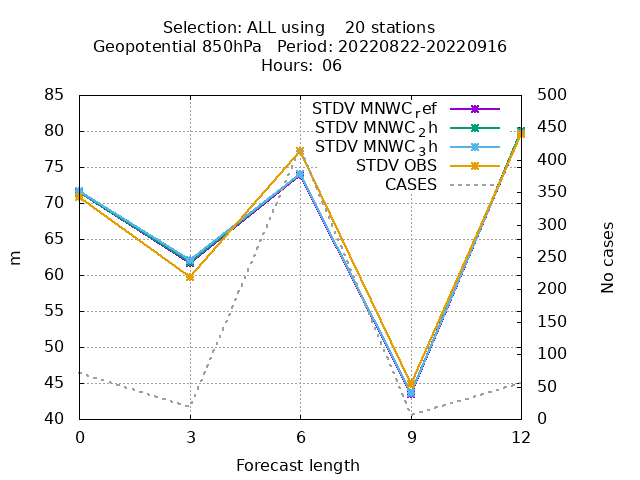 Selection: ALL using    20 stations
Geopotential 850hPa   Period: 20220822-20220916
Hours: 06
STDV MNWC_ref
STDV MNWC_2h
STDV MNWC_3h
STDV OBS
CASES
85
80
75
70
65
60
55
50
45
40
m
500
450
400
350
300
250
200
150
100
50
0
No cases
0 3 6 9 12
Forecast length